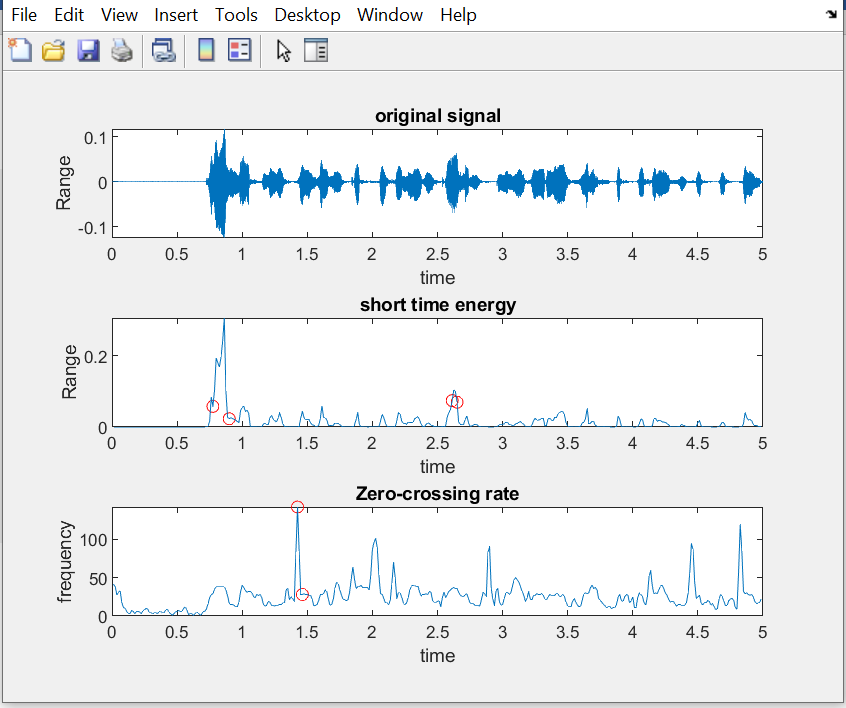 File Edit View Insert Tools Desktop Window Help
original signal
Range
0.1
0
-0.1
0 0.5 1 1.5 2 2.5 3 3.5 4 4.5 5
time
short time energy
Range
0.2
0
0 0.5 1 1.5 2 2.5 3 3.5 4 4.5 5
time
Zero-crossing rate
frequency
100
50
0
0 0.5 1 1.5 2 2.5 3 3.5 4 4.5 5
time